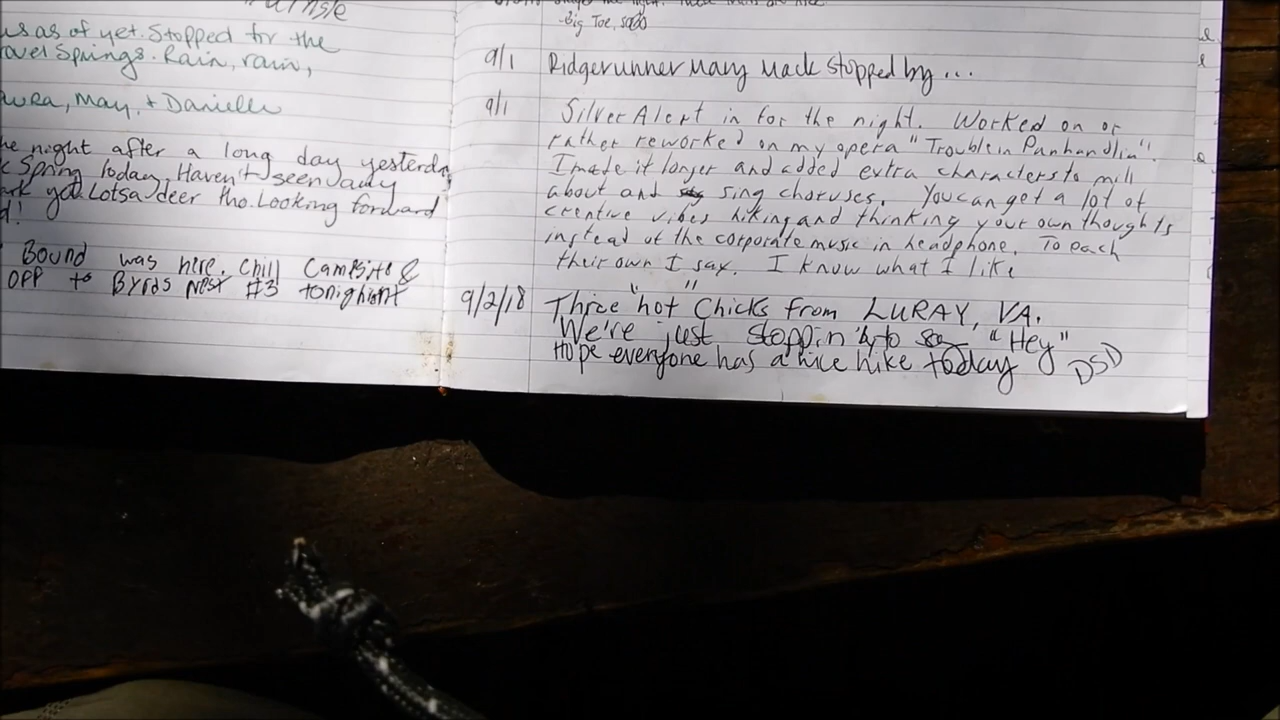 us as of yet. Stopped for the
avel Springs. Rain, rain,
aura, May, + Danielle
he night after a long day yesterday
k Spring today. Haven't seen any
ark yet. Lotsa deer tho. Looking forward
d!
Bound was here. Chill Campsite &
OFF to Byrds Nest #3 tonighnt
-Big Toe, SOBO
9/1 Ridgerunner Mary Mack stopped by...
9/1 Silver Alert in for the night. Worked on or
rather reworked on my opera "Trouble in Panhandlin".
I made it longer and added extra characters to mill
about and sing choruses. You can get a lot of
creative vibes hiking and thinking your own thoughts
instead of the corporate music in headphone. To each
their own I say. I know what I like
9/2/18 Three "hot" Chicks from LURAY, VA.
We're just stoppin by to say "Hey"
Hope everyone has a nice hike today DSD